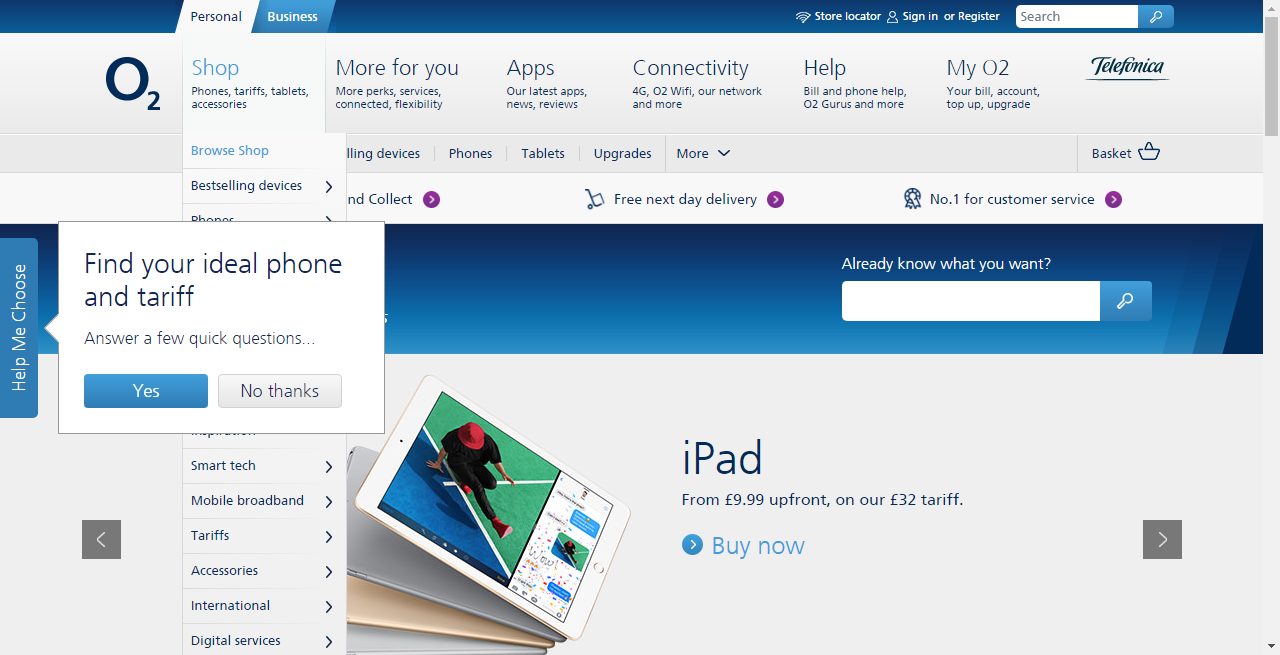 Personal
Business
Store locator
Sign in or Register
Search
O2
Shop
Phones, tariffs, tablets,
accessories
More for you
More perks, services,
connected, flexibility
Apps
Our latest apps,
news, reviews
Connectivity
4G, O2 Wifi, our network
and more
Help
Bill and phone help,
O2 Gurus and more
My O2
Your bill, account,
top up, upgrade
Telefónica
Browse Shop
lling devices
Phones
Tablets
Upgrades
More
Basket
Bestselling devices
nd Collect
Free next day delivery
No.1 for customer service
Phones
Help Me Choose
Find your ideal phone
and tariff
Answer a few quick questions...
Yes
No thanks
Already know what you want?
Inspiration
Smart tech
Mobile broadband
Tariffs
Accessories
International
Digital services
iPad
From £9.99 upfront, on our £32 tariff.
Buy now